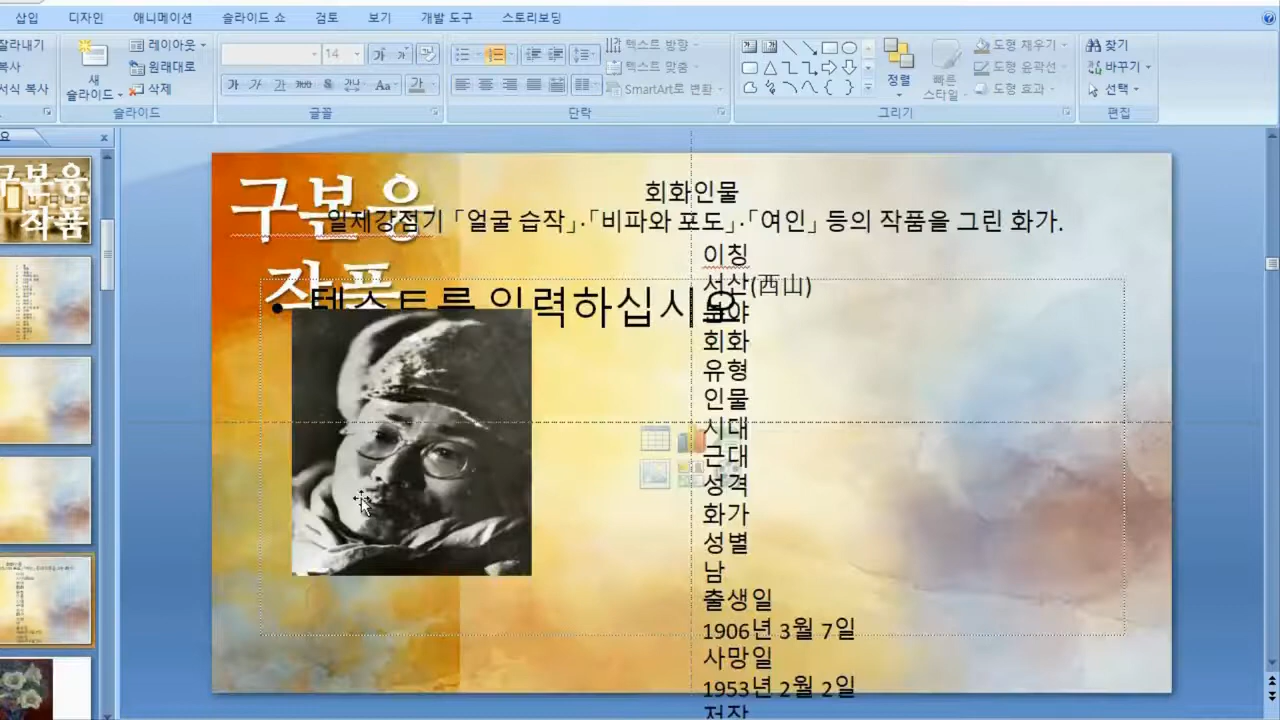 삽입 디자인 애니메이션 슬라이드 쇼 검토 보기 개발 도구 스토리보딩
잘라내기 레이아웃 14 텍스트 방향 도형 채우기 찾기
복사 새 원래대로 텍스트 맞춤 정렬 빠른 도형 윤곽선 바꾸기
서식 복사 슬라이드 삭제 SmartArt로 변환 스타일 도형 효과 선택
슬라이드 글꼴 단락 그리기 편집
요
구본웅
작품
구본웅
작품
회화인물
일제강점기 「얼굴 습작」·「비파와 포도」·「여인」 등의 작품을 그린 화가.
이칭
서산(西山)
텍스트를 입력하십시오
분야
회화
유형
인물
시대
근대
성격
화가
성별
남
출생일
1906년 3월 7일
사망일
1953년 2월 2일
저작